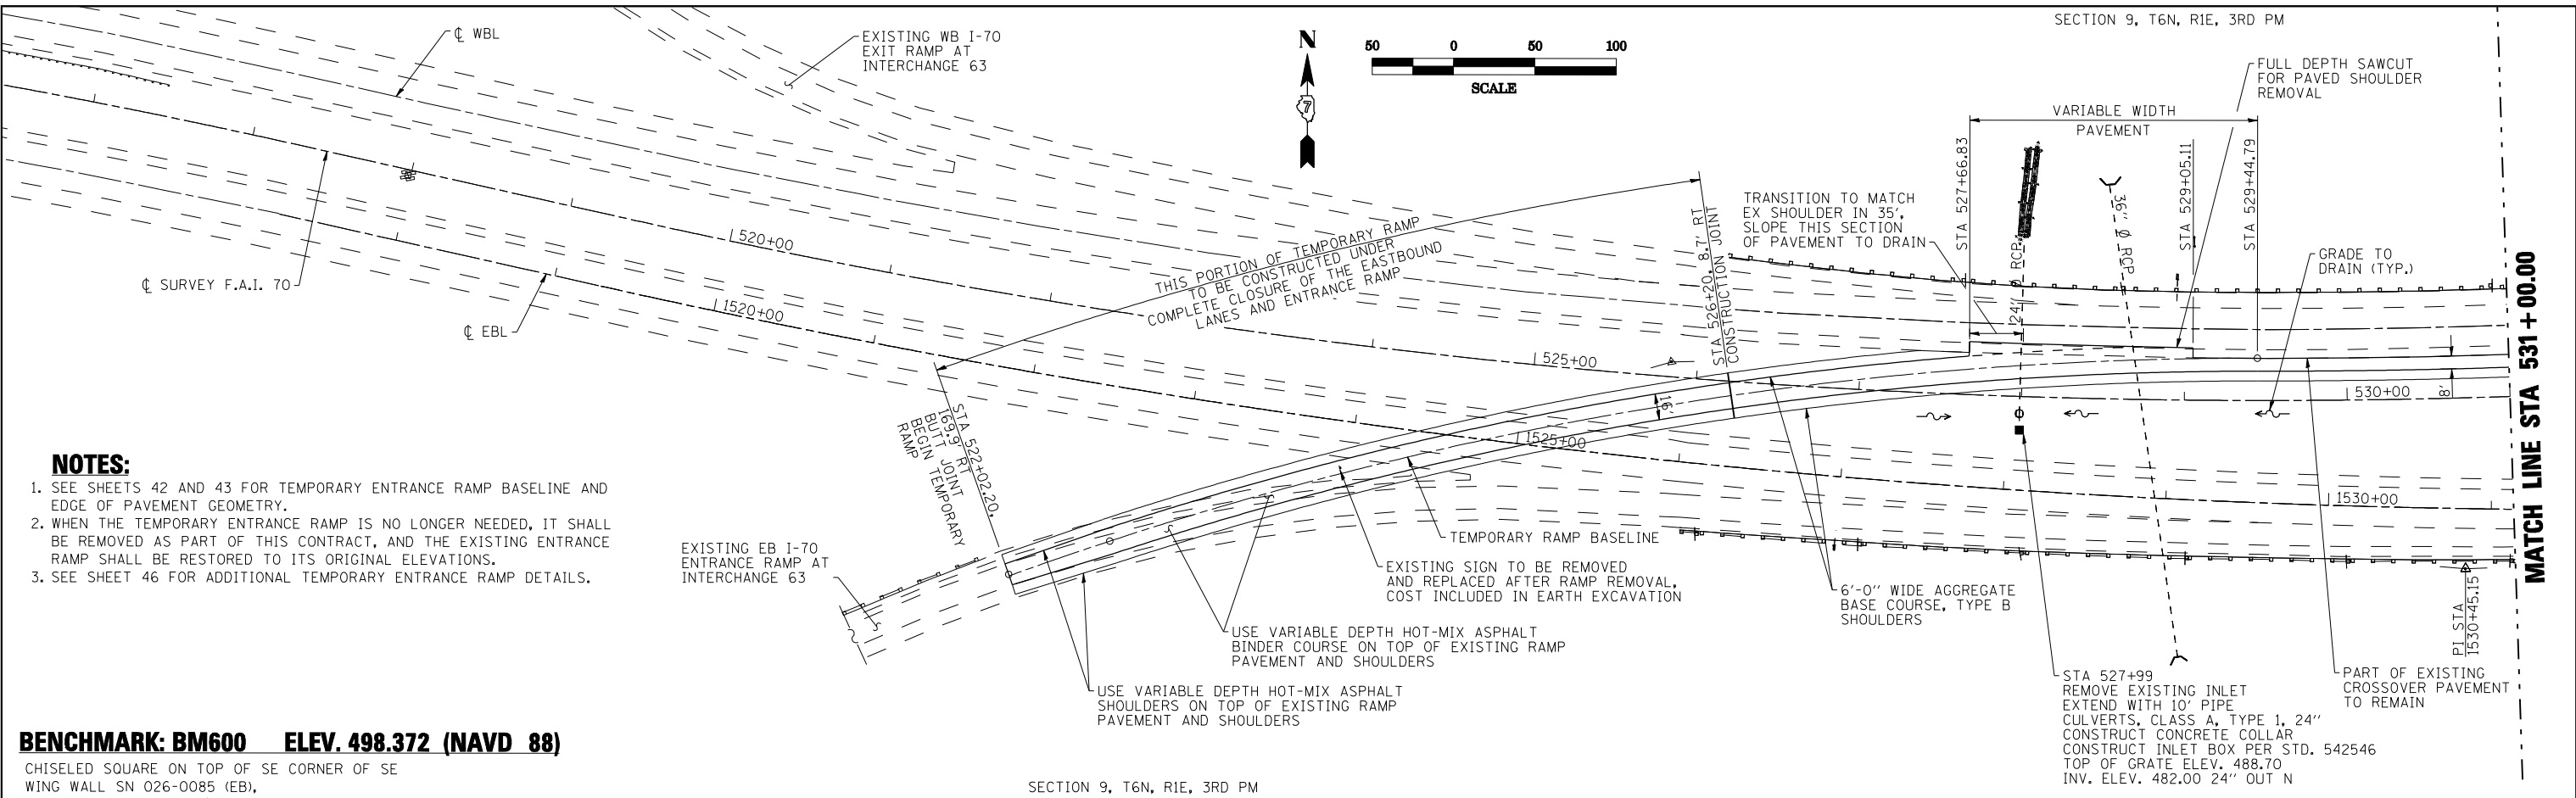 SECTION 9, T6N, R1E, 3RD PM
℄ WBL
EXISTING WB I-70
EXIT RAMP AT
INTERCHANGE 63
N
7
50 0 50 100
SCALE
FULL DEPTH SAWCUT
FOR PAVED SHOULDER
REMOVAL
VARIABLE WIDTH
PAVEMENT
STA 527+66.83
STA 529+05.11
STA 529+44.79
24" Ø RCP
36" Ø RCP
TRANSITION TO MATCH
EX SHOULDER IN 35',
SLOPE THIS SECTION
OF PAVEMENT TO DRAIN
GRADE TO
DRAIN (TYP.)
STA 526+20, 8.7' RT
CONSTRUCTION JOINT
THIS PORTION OF TEMPORARY RAMP
TO BE CONSTRUCTED UNDER
COMPLETE CLOSURE OF THE EASTBOUND
LANES AND ENTRANCE RAMP
520+00
℄ SURVEY F.A.I. 70
1520+00
℄ EBL
525+00
16'
1525+00
530+00
8'
1530+00
MATCH LINE STA 531+00.00
STA 522+02.20,
169.9' RT
BUTT JOINT
BEGIN TEMPORARY
RAMP
NOTES:
1. SEE SHEETS 42 AND 43 FOR TEMPORARY ENTRANCE RAMP BASELINE AND
EDGE OF PAVEMENT GEOMETRY.
2. WHEN THE TEMPORARY ENTRANCE RAMP IS NO LONGER NEEDED, IT SHALL
BE REMOVED AS PART OF THIS CONTRACT, AND THE EXISTING ENTRANCE
RAMP SHALL BE RESTORED TO ITS ORIGINAL ELEVATIONS.
3. SEE SHEET 46 FOR ADDITIONAL TEMPORARY ENTRANCE RAMP DETAILS.
EXISTING EB I-70
ENTRANCE RAMP AT
INTERCHANGE 63
TEMPORARY RAMP BASELINE
EXISTING SIGN TO BE REMOVED
AND REPLACED AFTER RAMP REMOVAL,
COST INCLUDED IN EARTH EXCAVATION
6'-0" WIDE AGGREGATE
BASE COURSE, TYPE B
SHOULDERS
USE VARIABLE DEPTH HOT-MIX ASPHALT
BINDER COURSE ON TOP OF EXISTING RAMP
PAVEMENT AND SHOULDERS
USE VARIABLE DEPTH HOT-MIX ASPHALT
SHOULDERS ON TOP OF EXISTING RAMP
PAVEMENT AND SHOULDERS
PI STA
1530+45.15
STA 527+99
REMOVE EXISTING INLET
EXTEND WITH 10' PIPE
CULVERTS, CLASS A, TYPE 1, 24"
CONSTRUCT CONCRETE COLLAR
CONSTRUCT INLET BOX PER STD. 542546
TOP OF GRATE ELEV. 488.70
INV. ELEV. 482.00 24" OUT N
PART OF EXISTING
CROSSOVER PAVEMENT
TO REMAIN
BENCHMARK: BM600 ELEV. 498.372 (NAVD 88)
CHISELED SQUARE ON TOP OF SE CORNER OF SE
WING WALL SN 026-0085 (EB),
SECTION 9, T6N, R1E, 3RD PM